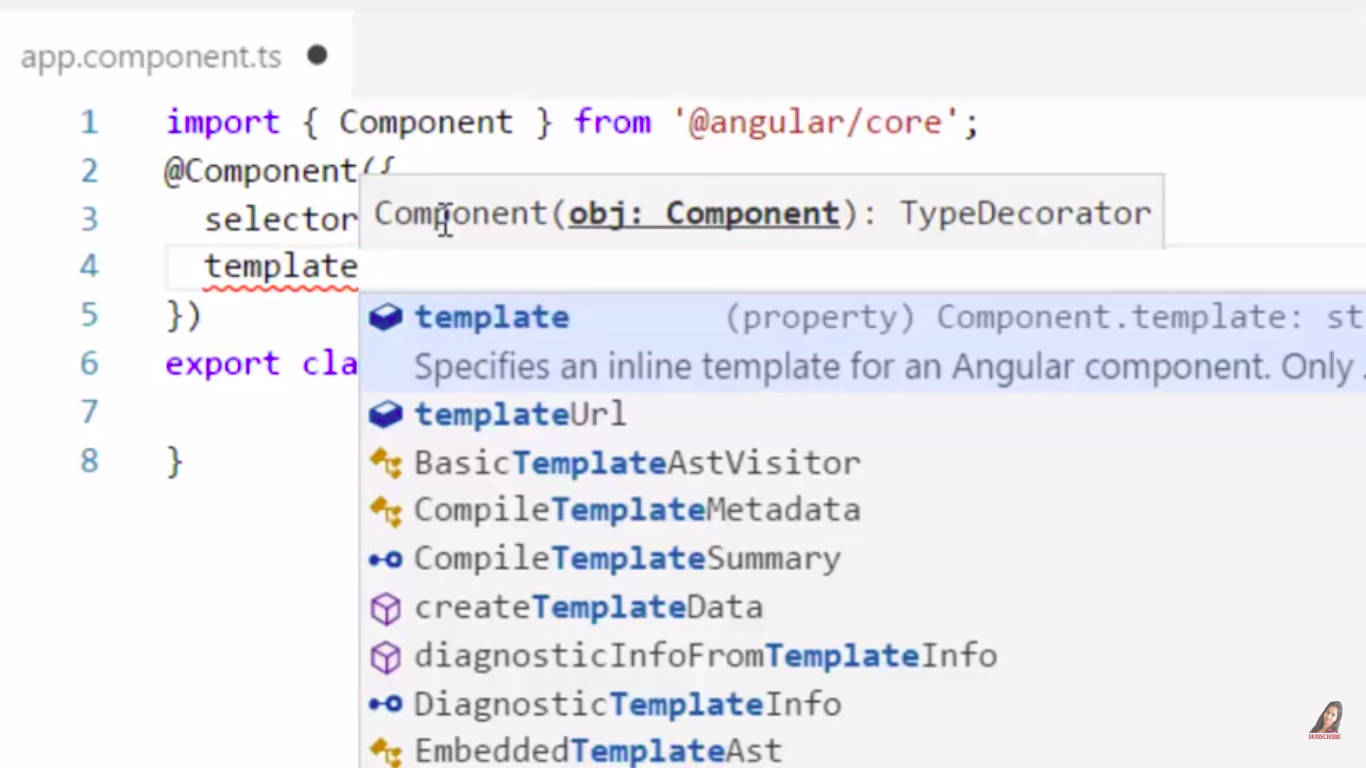 app.component.ts
1 import { Component } from '@angular/core';
2 @Component({
3 selector
Component(obj: Component): TypeDecorator
4 template
5 })
template (property) Component.template: st
6 export cla
Specifies an inline template for an Angular component. Only .
7
templateUrl
8 }
BasicTemplateAstVisitor
CompileTemplateMetadata
CompileTemplateSummary
createTemplateData
diagnosticInfoFromTemplateInfo
DiagnosticTemplateInfo
EmbeddedTemplateAst
SUBSCRIBE